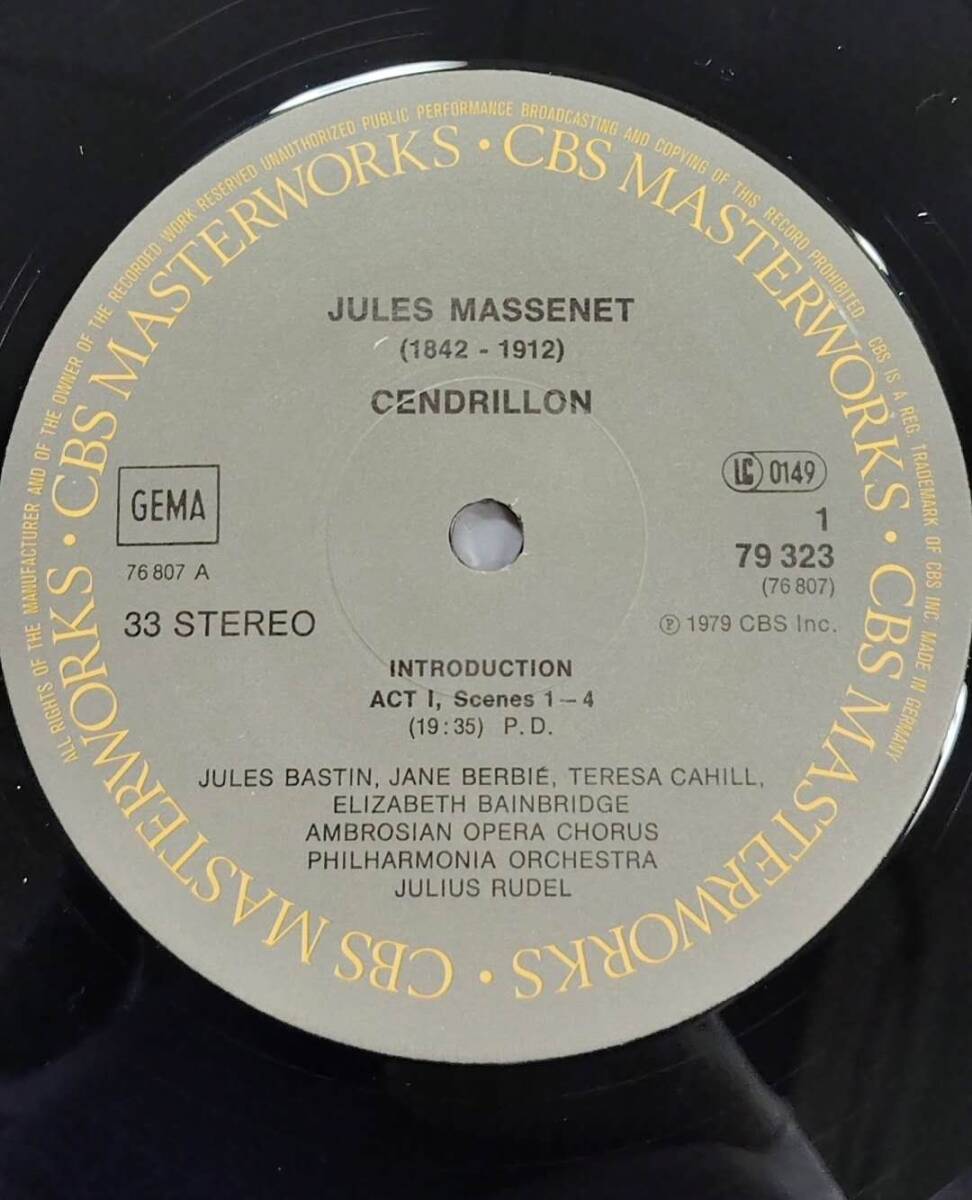 ALL RIGHTS OF THE MANUFACTURER AND OF THE OWNER OF THE RECORDED WORK RESERVED UNAUTHORIZED PUBLIC PERFORMANCE BROADCASTING AND COPYING OF THIS RECORD PROHIBITED. CBS IS A REG. TRADEMARK OF CBS INC. MADE IN GERMANY
CBS MASTERWORKS · CBS MASTERWORKS · CBS MASTERWORKS · CBS MASTERWORKS ·
JULES MASSENET
(1842 - 1912)
CENDRILLON
GEMA
76 807 A
33 STEREO
LC 0149
1
79 323
(76 807)
℗ 1979 CBS Inc.
INTRODUCTION
ACT I, Scenes 1 – 4
(19:35) P.D.
JULES BASTIN, JANE BERBIÉ, TERESA CAHILL,
ELIZABETH BAINBRIDGE
AMBROSIAN OPERA CHORUS
PHILHARMONIA ORCHESTRA
JULIUS RUDEL